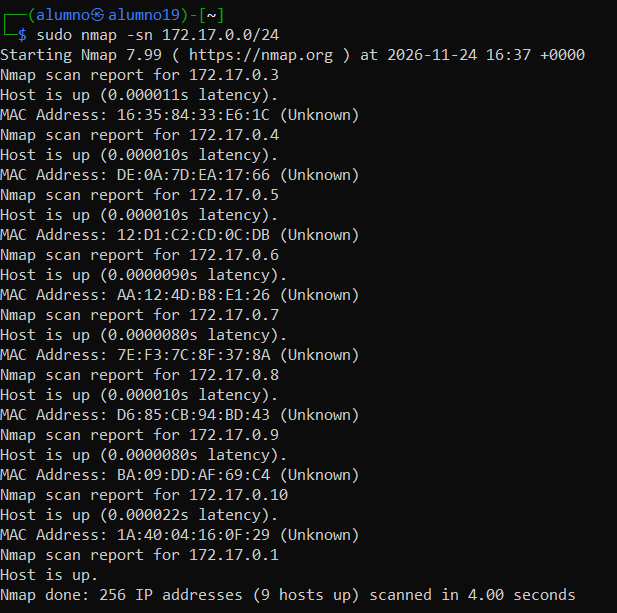 ┌──(alumno㉿alumno19)-[~]
└─$ sudo nmap -sn 172.17.0.0/24
Starting Nmap 7.99 ( https://nmap.org ) at 2026-11-24 16:37 +0000
Nmap scan report for 172.17.0.3
Host is up (0.000011s latency).
MAC Address: 16:35:84:33:E6:1C (Unknown)
Nmap scan report for 172.17.0.4
Host is up (0.000010s latency).
MAC Address: DE:0A:7D:EA:17:66 (Unknown)
Nmap scan report for 172.17.0.5
Host is up (0.000010s latency).
MAC Address: 12:D1:C2:CD:0C:DB (Unknown)
Nmap scan report for 172.17.0.6
Host is up (0.0000090s latency).
MAC Address: AA:12:4D:B8:E1:26 (Unknown)
Nmap scan report for 172.17.0.7
Host is up (0.0000080s latency).
MAC Address: 7E:F3:7C:8F:37:8A (Unknown)
Nmap scan report for 172.17.0.8
Host is up (0.000010s latency).
MAC Address: D6:85:CB:94:BD:43 (Unknown)
Nmap scan report for 172.17.0.9
Host is up (0.0000080s latency).
MAC Address: BA:09:DD:AF:69:C4 (Unknown)
Nmap scan report for 172.17.0.10
Host is up (0.000022s latency).
MAC Address: 1A:40:04:16:0F:29 (Unknown)
Nmap scan report for 172.17.0.1
Host is up.
Nmap done: 256 IP addresses (9 hosts up) scanned in 4.00 seconds